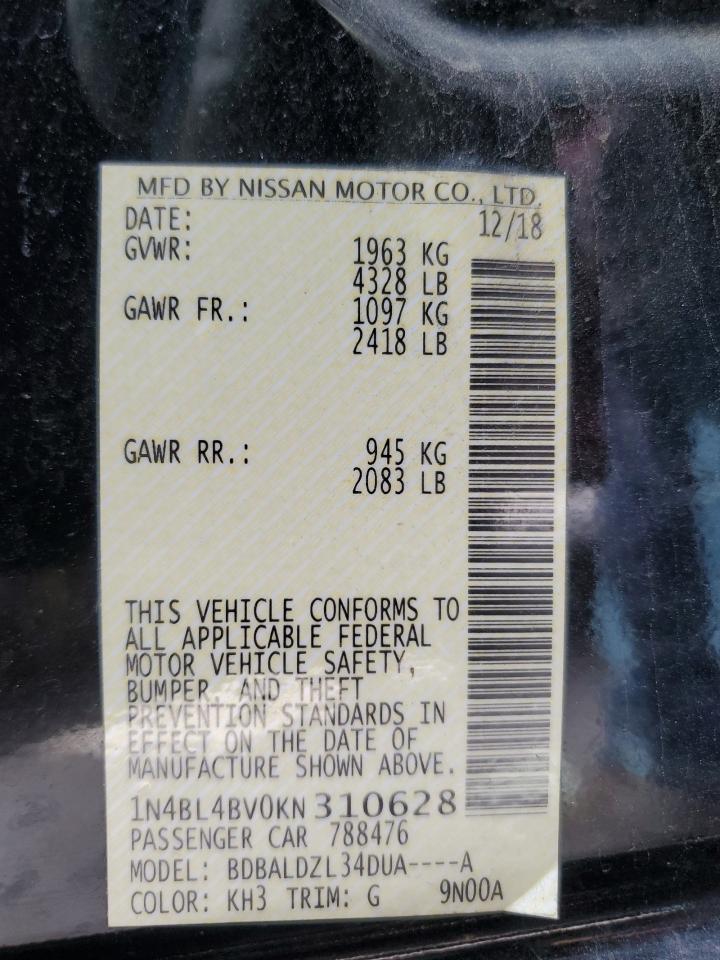 MFD BY NISSAN MOTOR CO., LTD.
DATE: 12/18
GVWR: 1963 KG
4328 LB
GAWR FR.: 1097 KG
2418 LB
GAWR RR.: 945 KG
2083 LB
THIS VEHICLE CONFORMS TO
ALL APPLICABLE FEDERAL
MOTOR VEHICLE SAFETY,
BUMPER, AND THEFT
PREVENTION STANDARDS IN
EFFECT ON THE DATE OF
MANUFACTURE SHOWN ABOVE.
1N4BL4BV0KN310628
PASSENGER CAR 788476
MODEL: BDBALDZL34DUA----A
COLOR: KH3 TRIM: G 9N00A